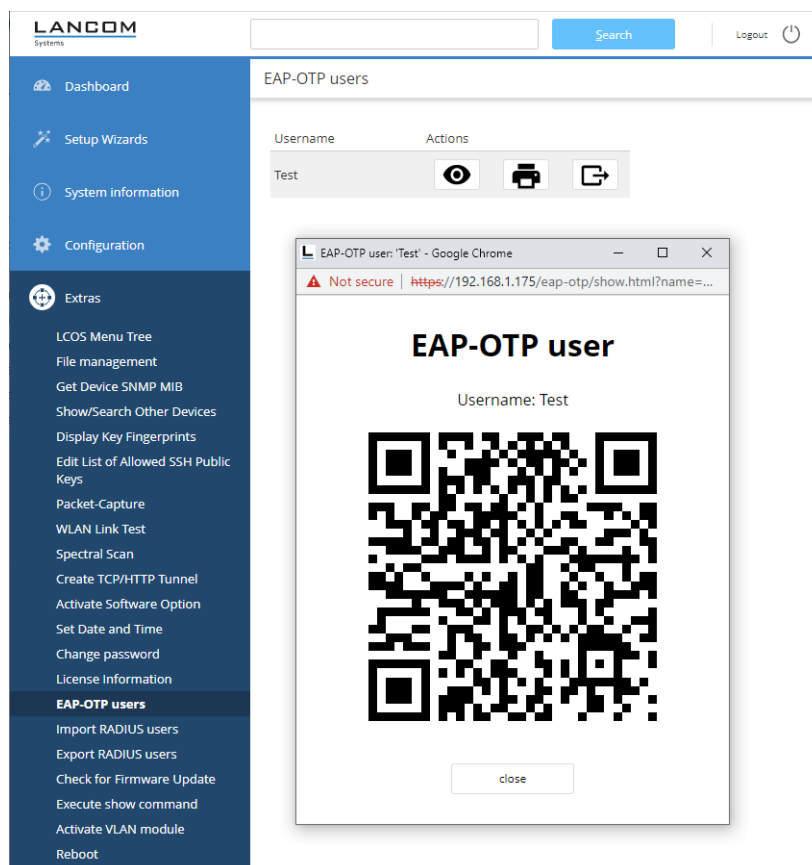 LANCOM
Systems
Search
Logout
Dashboard
Setup Wizards
System information
Configuration
Extras
LCOS Menu Tree
File management
Get Device SNMP MIB
Show/Search Other Devices
Display Key Fingerprints
Edit List of Allowed SSH Public
Keys
Packet-Capture
WLAN Link Test
Spectral Scan
Create TCP/HTTP Tunnel
Activate Software Option
Set Date and Time
Change password
License Information
EAP-OTP users
Import RADIUS users
Export RADIUS users
Check for Firmware Update
Execute show command
Activate VLAN module
Reboot
EAP-OTP users
Username Actions
Test
EAP-OTP user: 'Test' - Google Chrome
Not secure | https://192.168.1.175/eap-otp/show.html?name=...
EAP-OTP user
Username: Test
close